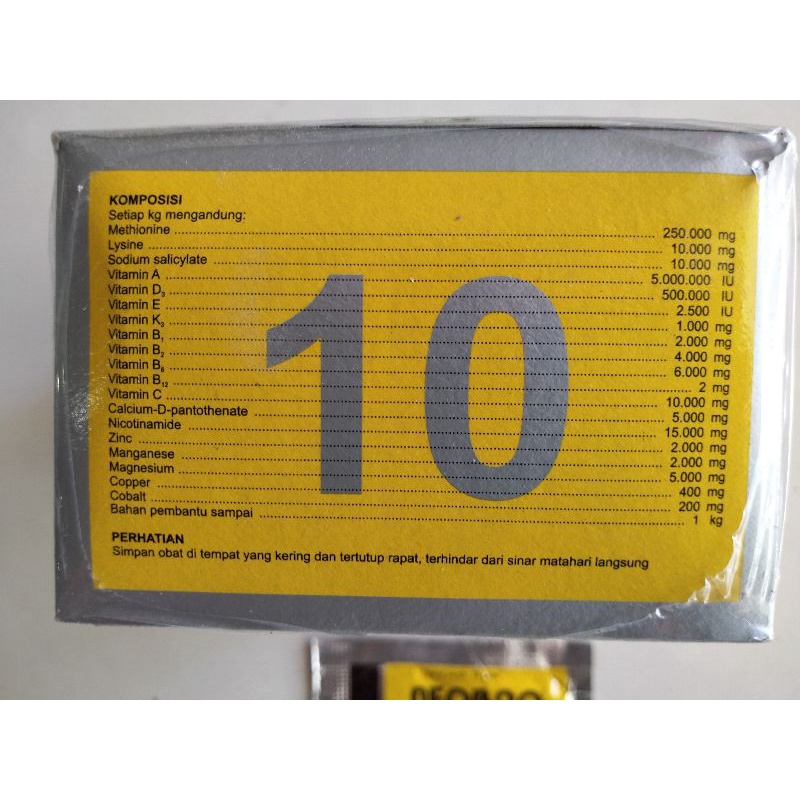 KOMPOSISI
Setiap kg mengandung:
Methionine 250.000 mg
Lysine 10.000 mg
Sodium salicylate 10.000 mg
Vitamin A 5.000.000 IU
Vitamin D₃ 500.000 IU
Vitamin E 2.500 IU
Vitamin K₃ 1.000 mg
Vitamin B₁ 2.000 mg
Vitamin B₂ 4.000 mg
Vitamin B₆ 6.000 mg
Vitamin B₁₂ 2 mg
Vitamin C 10.000 mg
Calcium-D-pantothenate 5.000 mg
Nicotinamide 15.000 mg
Zinc 2.000 mg
Manganese 2.000 mg
Magnesium 5.000 mg
Copper 400 mg
Cobalt 200 mg
Bahan pembantu sampai 1 kg
10
PERHATIAN
Simpan obat di tempat yang kering dan tertutup rapat, terhindar dari sinar matahari langsung